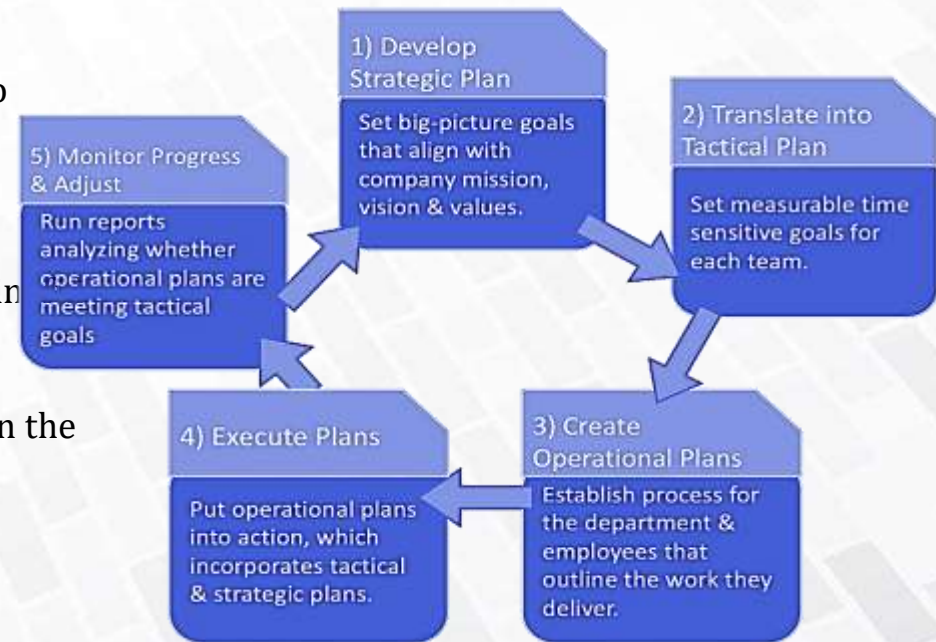 1) Develop
Strategic Plan
Set big-picture goals
that align with
company mission,
vision & values.
2) Translate into
Tactical Plan
Set measurable time
sensitive goals for
each team.
3) Create
Operational Plans
Establish process for
the department &
employees that
outline the work they
deliver.
4) Execute Plans
Put operational plans
into action, which
incorporates tactical
& strategic plans.
5) Monitor Progress
& Adjust
Run reports
analyzing whether
operational plans are
meeting tactical
goals
n the